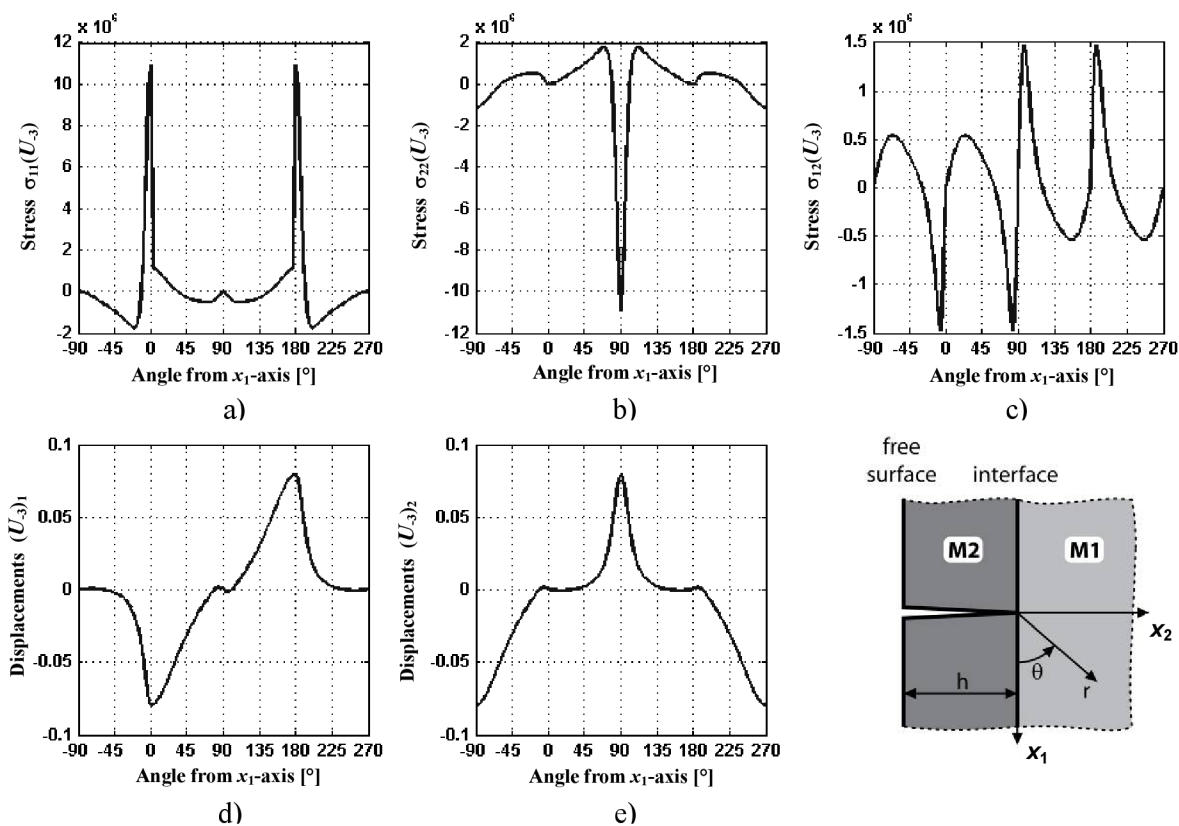 × 10⁶
12
10
8
6
4
2
0
-2
Stress σ₁₁(U₋₃)
-90 -45 0 45 90 135 180 225 270
Angle from x₁-axis [°]
a)
× 10⁶
2
0
-2
-4
-6
-8
-10
-12
Stress σ₂₂(U₋₃)
-90 -45 0 45 90 135 180 225 270
Angle from x₁-axis [°]
b)
× 10⁶
1.5
1
0.5
0
-0.5
-1
-1.5
Stress σ₁₂(U₋₃)
-90 -45 0 45 90 135 180 225 270
Angle from x₁-axis [°]
c)
0.1
0.05
0
-0.05
-0.1
Displacements (U₋₃)₁
-90 -45 0 45 90 135 180 225 270
Angle from x₁-axis [°]
d)
0.1
0.05
0
-0.05
-0.1
Displacements (U₋₃)₂
-90 -45 0 45 90 135 180 225 270
Angle from x₁-axis [°]
e)
free
surface interface
M2 M1
x₂
θ
h r
x₁